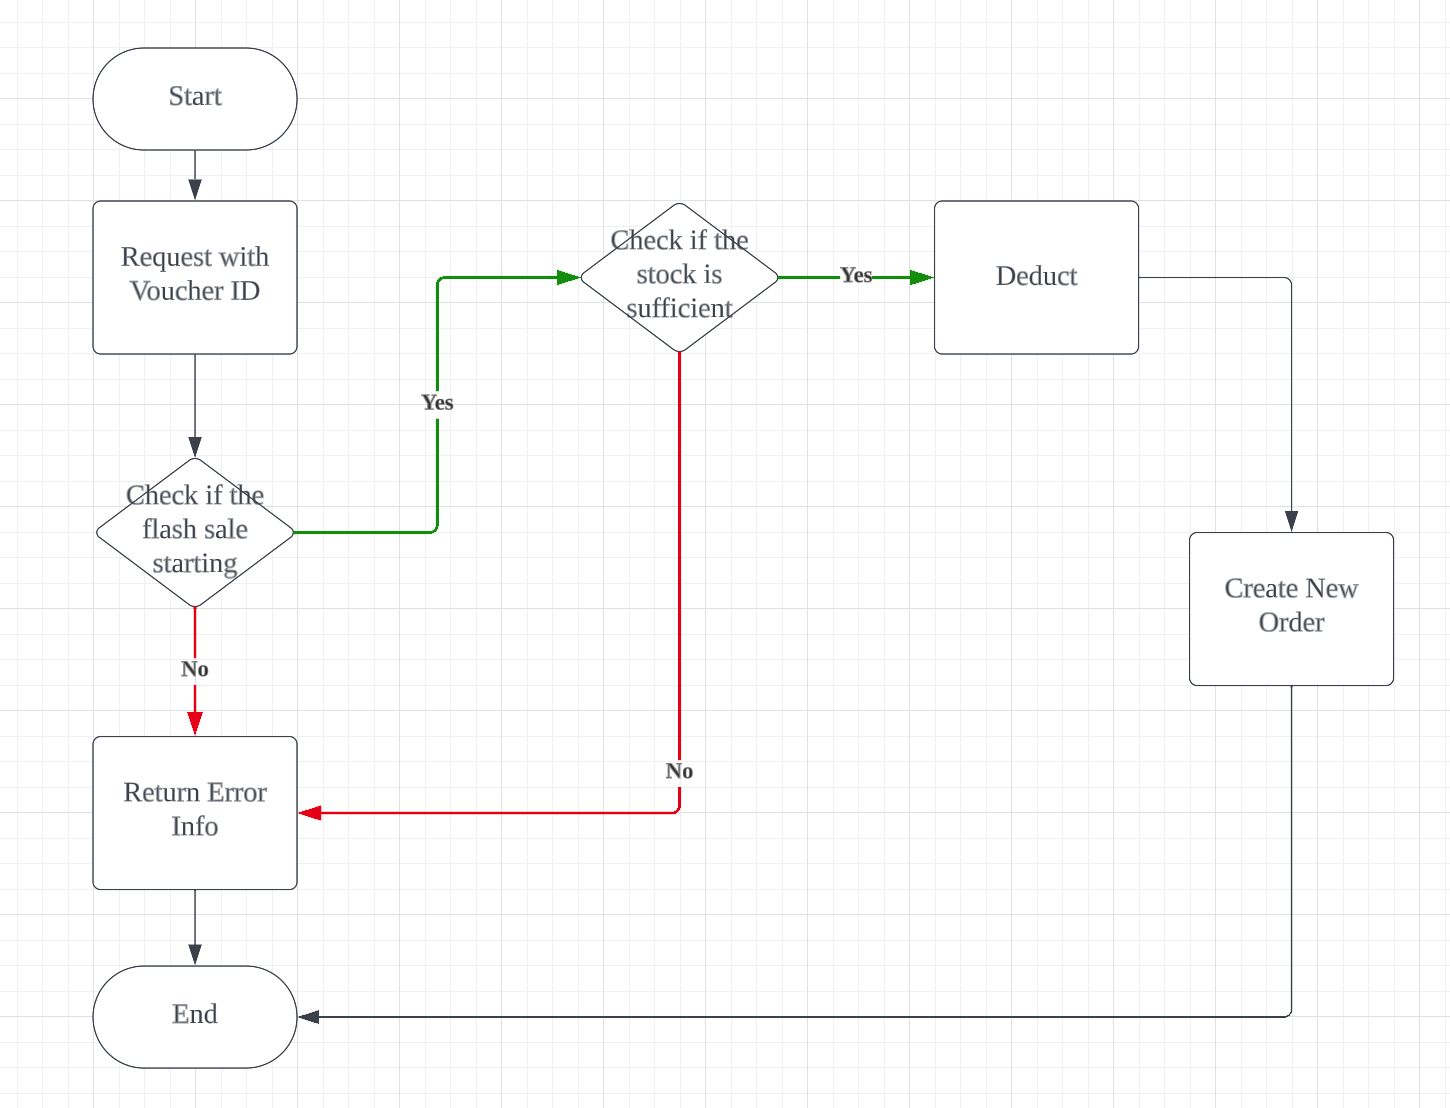 Start
Request with
Voucher ID
Check if the
flash sale
starting
No
Return Error
Info
End
Yes
Check if the
stock is
sufficient
Yes
No
Deduct
Create New
Order